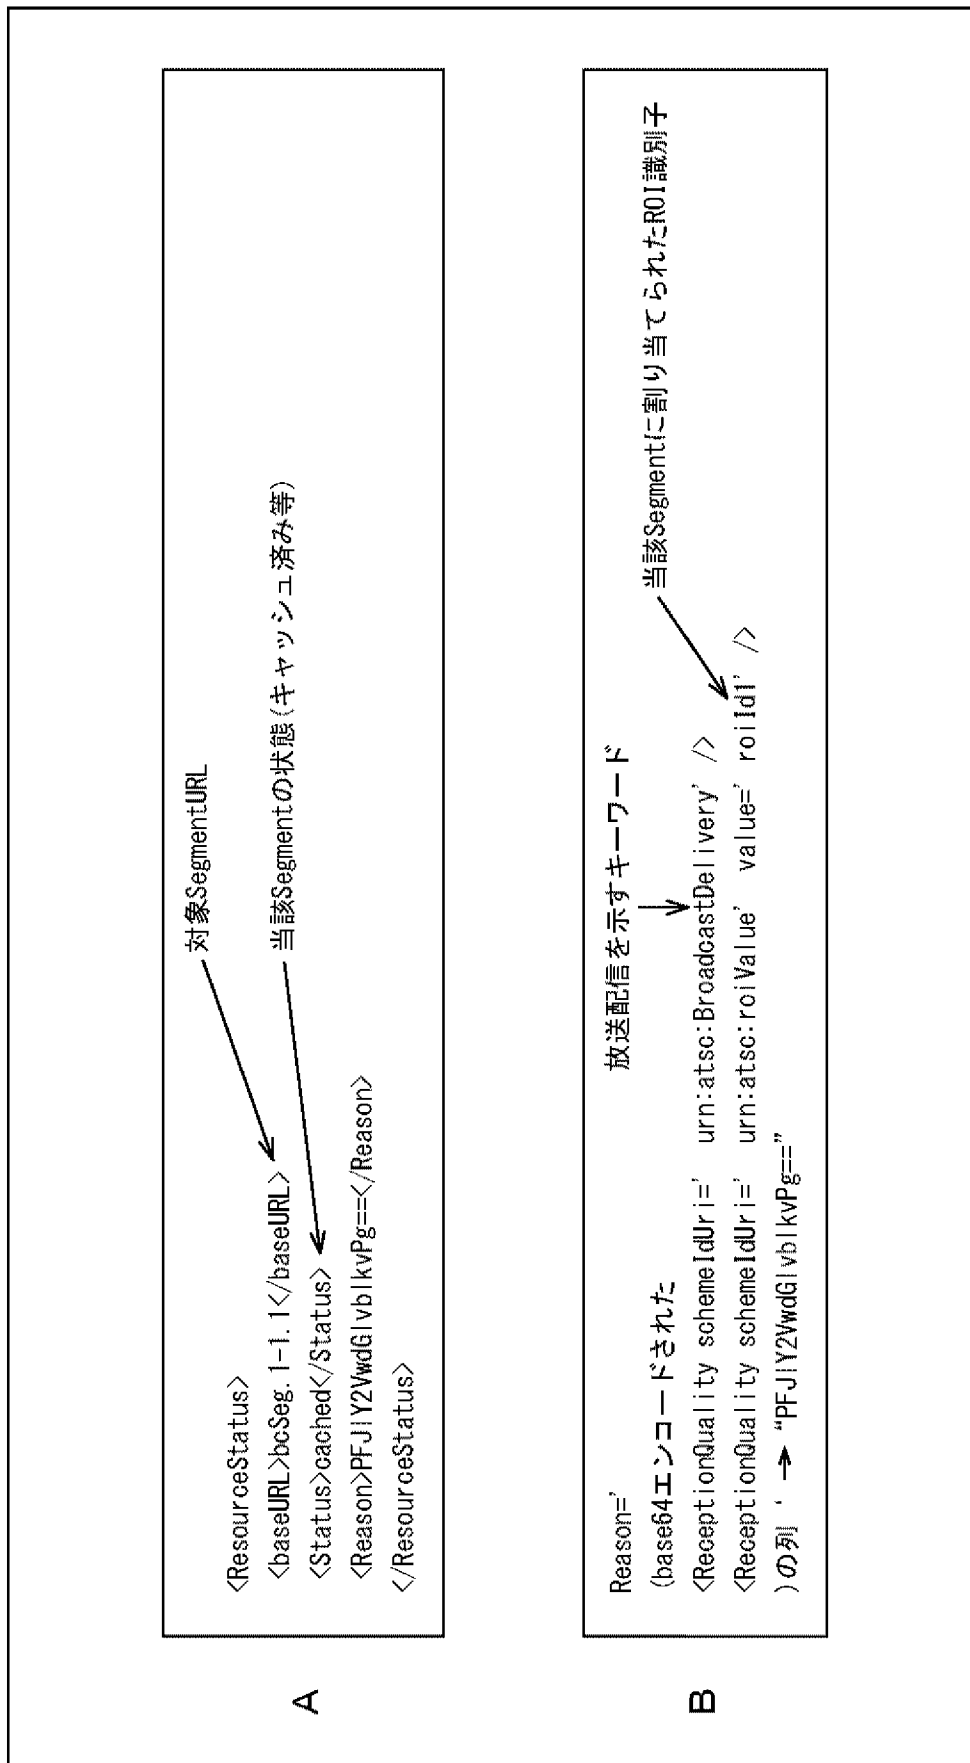 A
<ResourceStatus>
<baseURL>bcSeg.1-1.1</baseURL>
対象SegmentURL
<Status>cached</Status>
当該Segmentの状態(キャッシュ済み等)
<Reason>PFJlY2VwdGlvblkvPg==</Reason>
</ResourceStatus>
B
Reason='
放送配信を示すキーワード
(base64エンコードされた
<ReceptionQuality schemeIdUri=' urn:atsc:BroadcastDelivery' />
当該Segmentに割り当てられたROI識別子
<ReceptionQuality schemeIdUri=' urn:atsc:roiValue' value=' roiId1' />
)の列 ‘ → “PFJlY2VwdGlvblkvPg==”